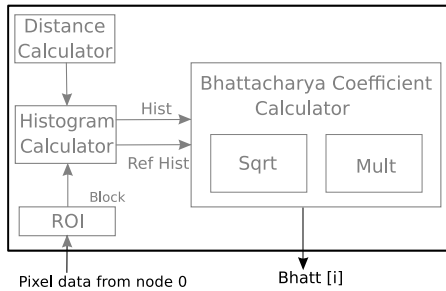 Distance
Calculator
Histogram
Calculator
Hist
Ref Hist
Block
ROI
Bhattacharya Coefficient
Calculator
Sqrt
Mult
Pixel data from node 0
Bhatt [i]